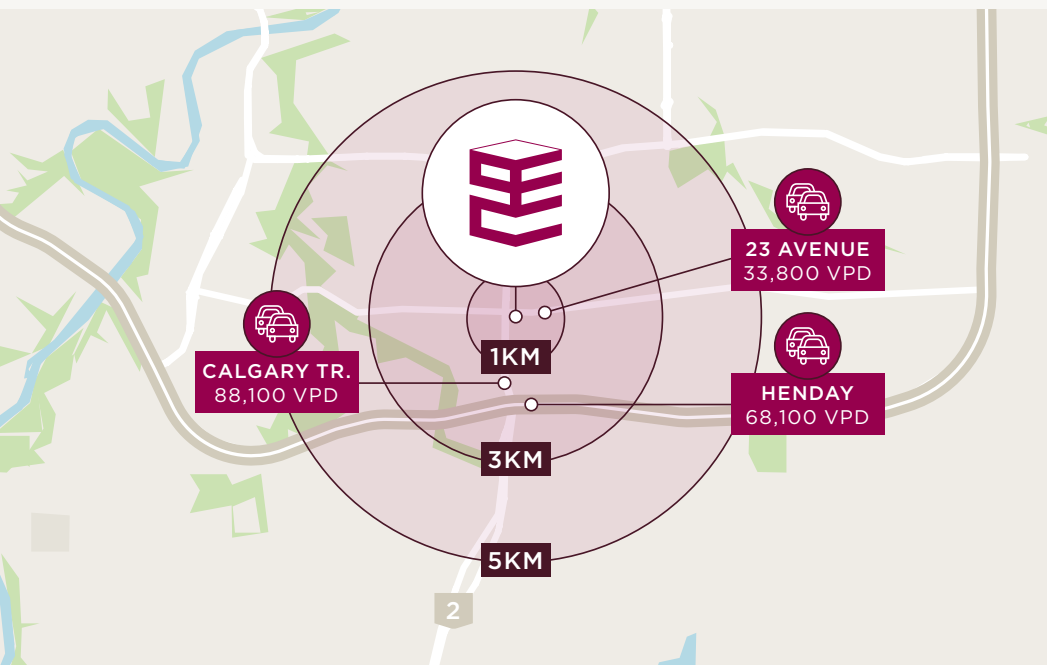 23 AVENUE
33,800 VPD
1KM
CALGARY TR.
88,100 VPD
HENDAY
68,100 VPD
3KM
5KM
2